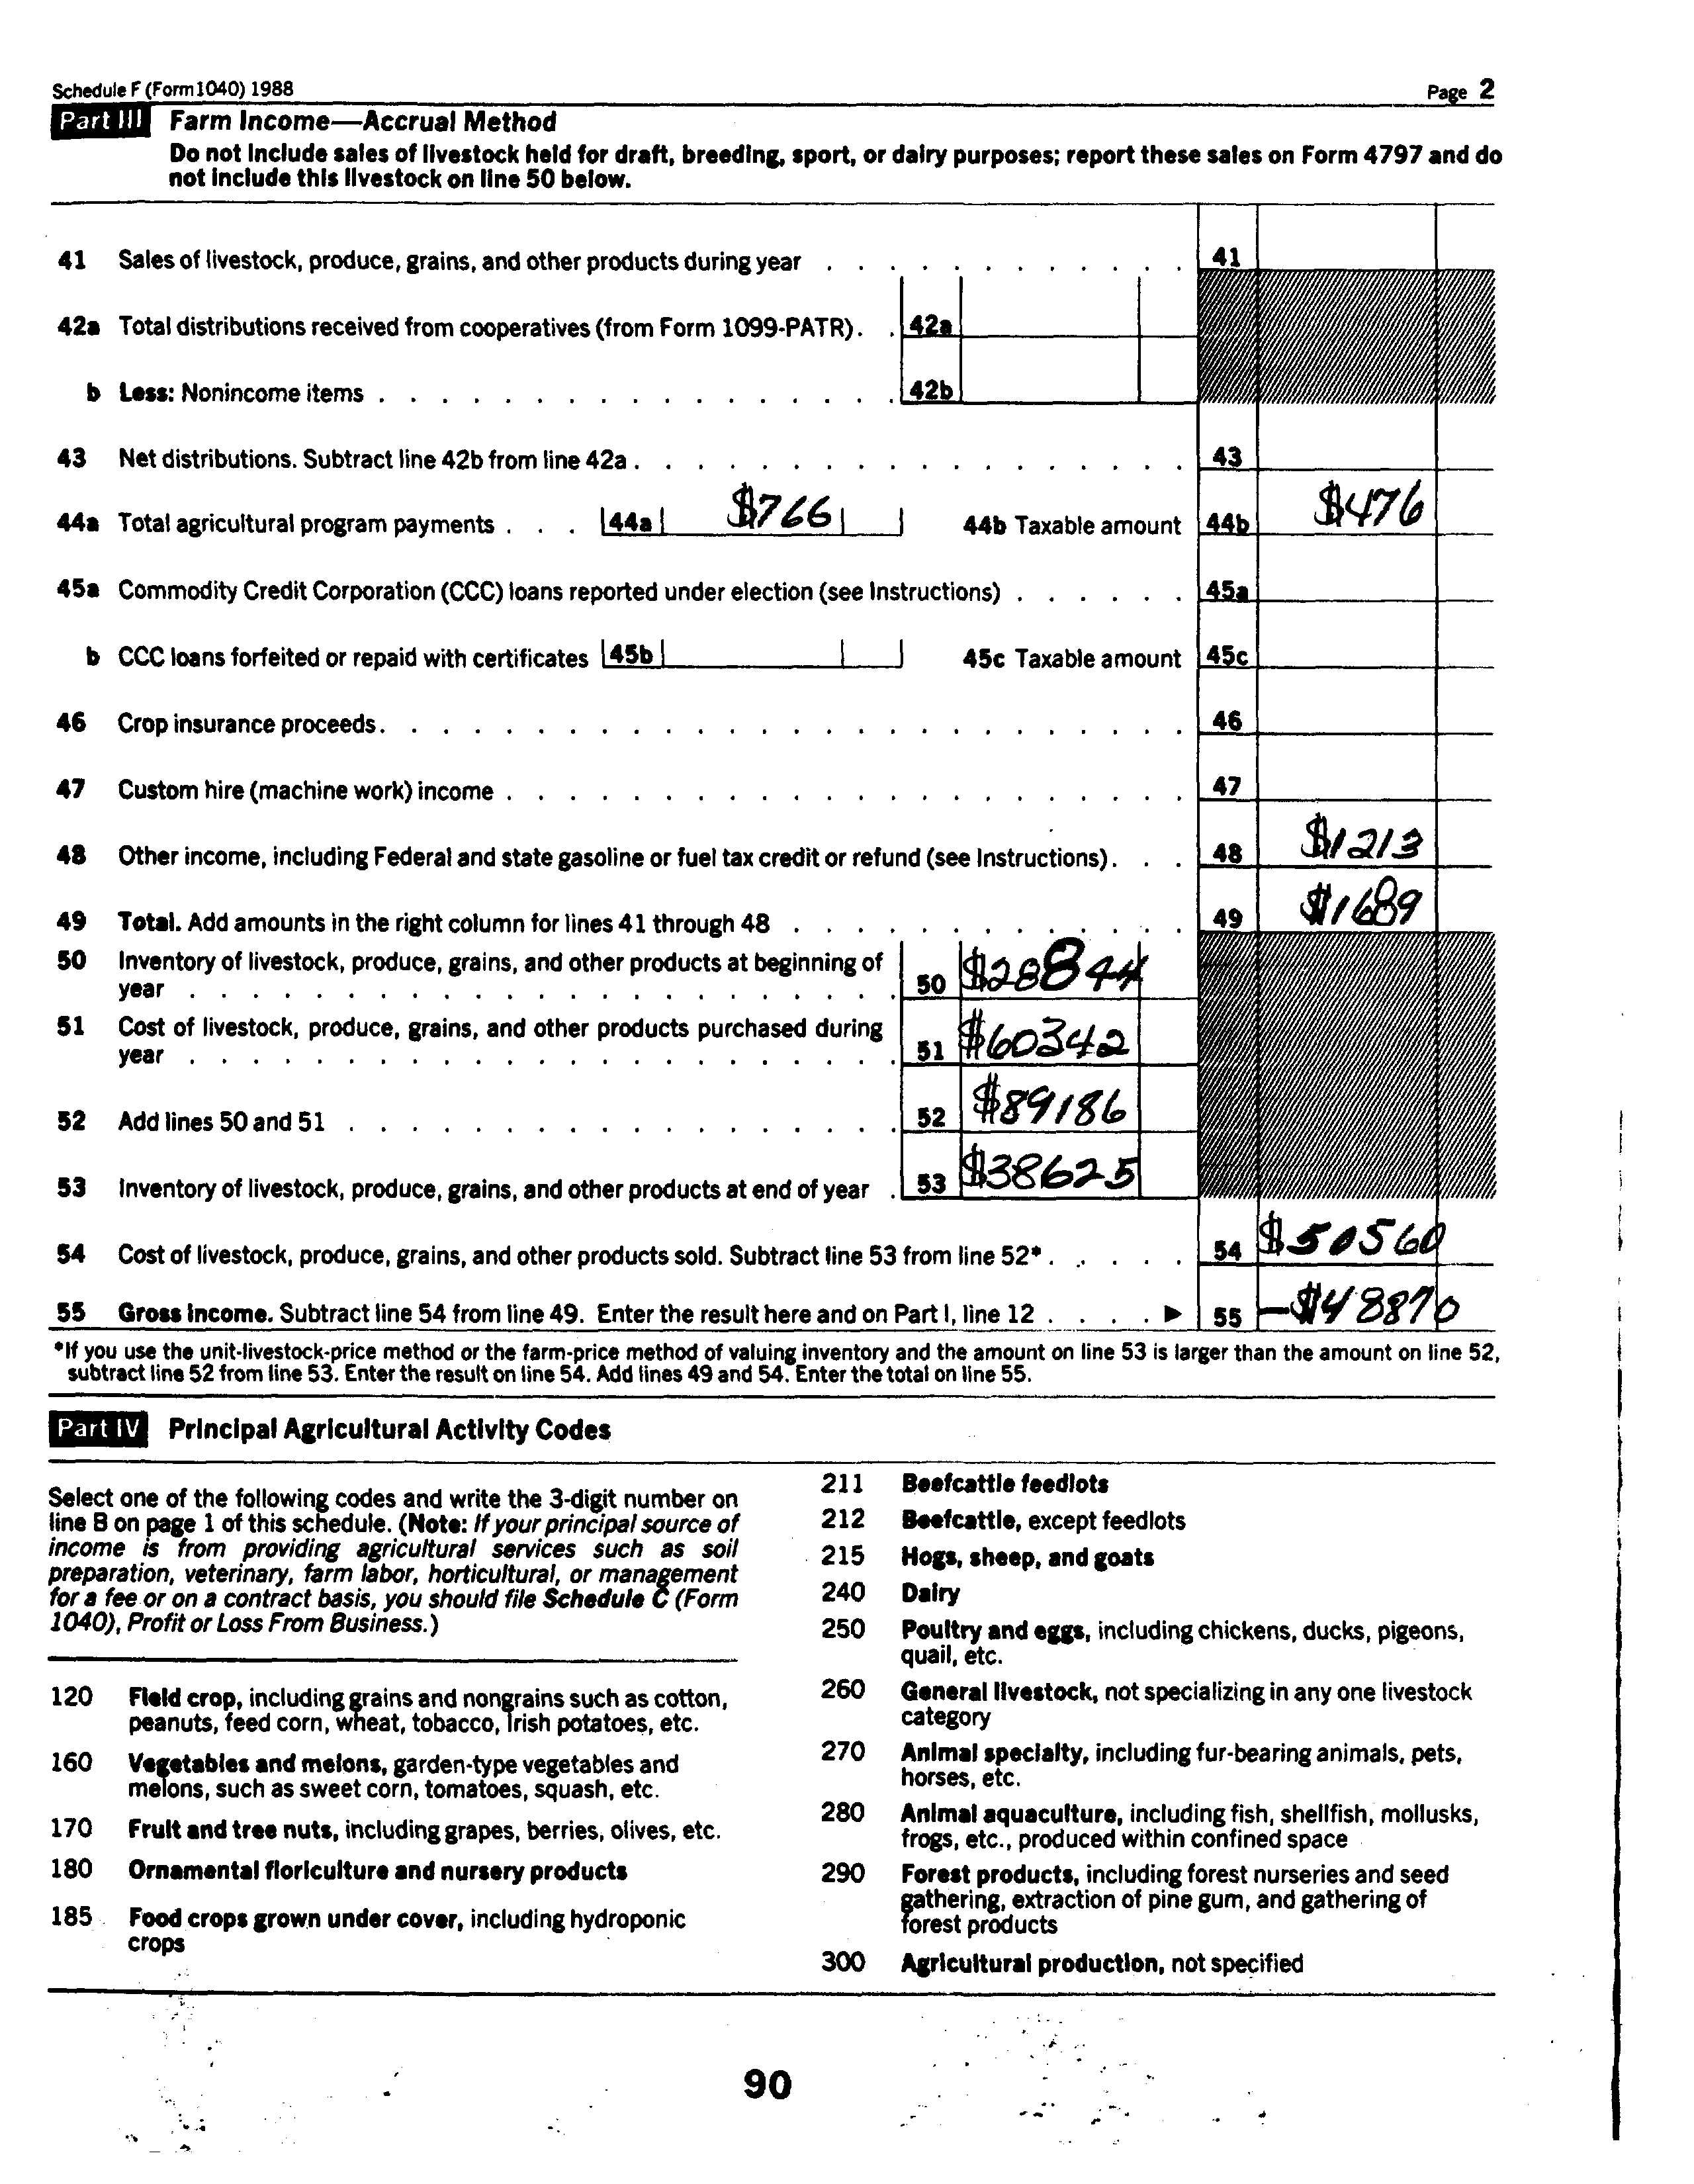 Schedule F (Form 1040) 1988 Page 2
Part III Farm Income—Accrual Method
Do not include sales of livestock held for draft, breeding, sport, or dairy purposes; report these sales on Form 4797 and do
not include this livestock on line 50 below.
41 Sales of livestock, produce, grains, and other products during year . . . . . . . . . . . . 41
42a Total distributions received from cooperatives (from Form 1099-PATR) . . 42a
b Less: Nonincome items . . . . . . . . . . . . . . . . . 42b
43 Net distributions. Subtract line 42b from line 42a . . . . . . . . . . . . . . . . . . 43
44a Total agricultural program payments . . . 44a $766 44b Taxable amount 44b $476
45a Commodity Credit Corporation (CCC) loans reported under election (see Instructions) . . . . . . 45a
b CCC loans forfeited or repaid with certificates 45b 45c Taxable amount 45c
46 Crop insurance proceeds . . . . . . . . . . . . . . . . . . . . . . . . . . 46
47 Custom hire (machine work) income . . . . . . . . . . . . . . . . . . . . . . 47
48 Other income, including Federal and state gasoline or fuel tax credit or refund (see Instructions) . . . 48 $1213
49 Total. Add amounts in the right column for lines 41 through 48 . . . . . . . . . . . . . 49 $1689
50 Inventory of livestock, produce, grains, and other products at beginning of
year . . . . . . . . . . . . . . . . . . . . . . . 50 $28844
51 Cost of livestock, produce, grains, and other products purchased during
year . . . . . . . . . . . . . . . . . . . . . . . 51 $60342
52 Add lines 50 and 51 . . . . . . . . . . . . . . . . . . 52 $89186
53 Inventory of livestock, produce, grains, and other products at end of year . 53 $38625
54 Cost of livestock, produce, grains, and other products sold. Subtract line 53 from line 52* . . . . . 54 $50560
55 Gross income. Subtract line 54 from line 49. Enter the result here and on Part I, line 12 . . . . ▶ 55 -$48870
*If you use the unit-livestock-price method or the farm-price method of valuing inventory and the amount on line 53 is larger than the amount on line 52,
subtract line 52 from line 53. Enter the result on line 54. Add lines 49 and 54. Enter the total on line 55.
Part IV Principal Agricultural Activity Codes
Select one of the following codes and write the 3-digit number on
line B on page 1 of this schedule. (Note: If your principal source of
income is from providing agricultural services such as soil
preparation, veterinary, farm labor, horticultural, or management
for a fee or on a contract basis, you should file Schedule C (Form
1040), Profit or Loss From Business.)
120 Field crop, including grains and nongrains such as cotton,
peanuts, feed corn, wheat, tobacco, Irish potatoes, etc.
160 Vegetables and melons, garden-type vegetables and
melons, such as sweet corn, tomatoes, squash, etc.
170 Fruit and tree nuts, including grapes, berries, olives, etc.
180 Ornamental floriculture and nursery products
185 Food crops grown under cover, including hydroponic
crops
211 Beefcattle feedlots
212 Beefcattle, except feedlots
215 Hogs, sheep, and goats
240 Dairy
250 Poultry and eggs, including chickens, ducks, pigeons,
quail, etc.
260 General livestock, not specializing in any one livestock
category
270 Animal specialty, including fur-bearing animals, pets,
horses, etc.
280 Animal aquaculture, including fish, shellfish, mollusks,
frogs, etc., produced within confined space
290 Forest products, including forest nurseries and seed
gathering, extraction of pine gum, and gathering of
forest products
300 Agricultural production, not specified
90